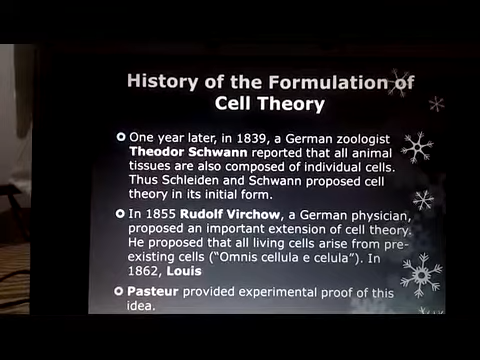 History of the Formulation of
Cell Theory
One year later, in 1839, a German zoologist
Theodor Schwann reported that all animal
tissues are also composed of individual cells.
Thus Schleiden and Schwann proposed cell
theory in its initial form.
In 1855 Rudolf Virchow, a German physician,
proposed an important extension of cell theory.
He proposed that all living cells arise from pre-
existing cells (“Omnis cellula e celula”). In
1862, Louis
Pasteur provided experimental proof of this
idea.